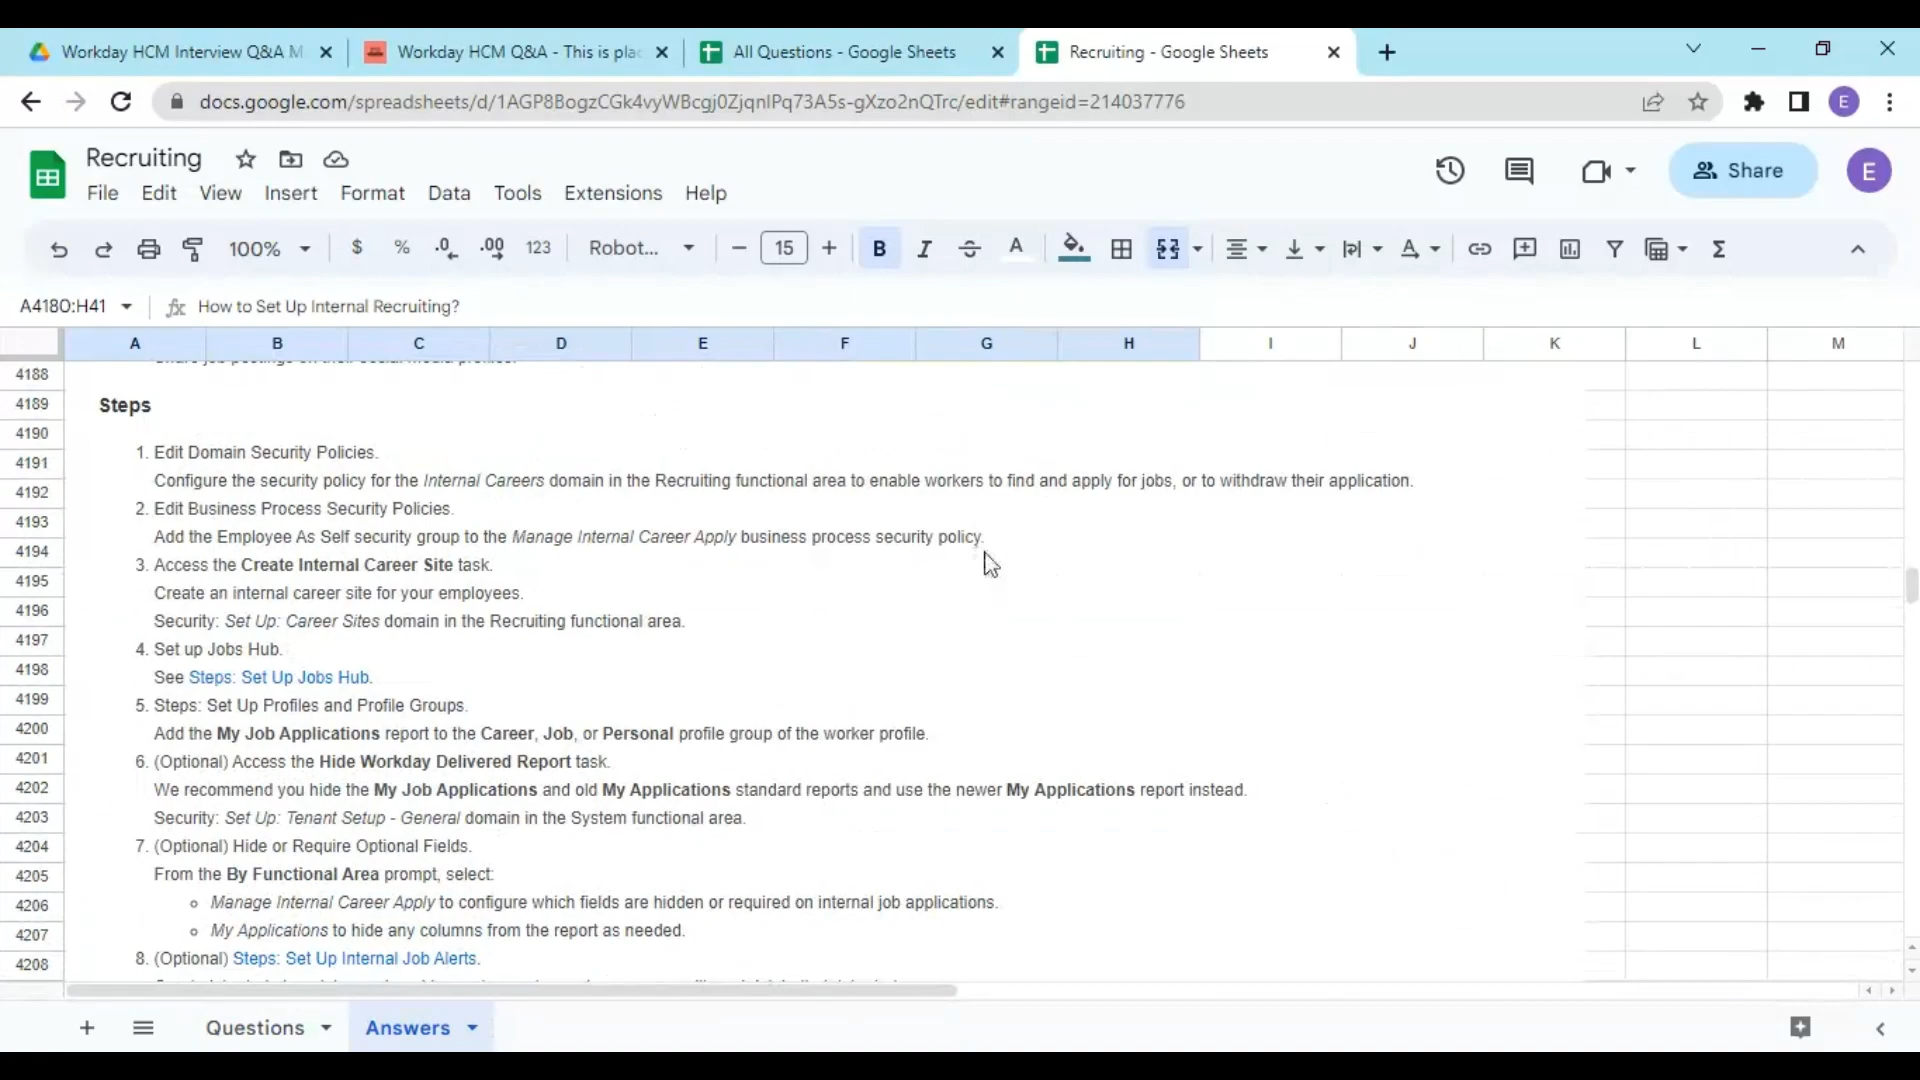 Workday HCM Interview Q&A M
Workday HCM Q&A - This is plac
All Questions - Google Sheets
Recruiting - Google Sheets
docs.google.com/spreadsheets/d/1AGP8BogzCGk4vyWBcgj0ZjqnIPq73A5s-gXzo2nQTrc/edit#rangeid=214037776
E
Recruiting
Share
E
File Edit View Insert Format Data Tools Extensions Help
100% $ % .0 .00 123 Robot... 15 B I A
A4180:H41 fx How to Set Up Internal Recruiting?
A B C D E F G H I J K L M
4188
4189 Steps
4190
1. Edit Domain Security Policies.
4191
Configure the security policy for the Internal Careers domain in the Recruiting functional area to enable workers to find and apply for jobs, or to withdraw their application.
4192
2. Edit Business Process Security Policies.
4193
Add the Employee As Self security group to the Manage Internal Career Apply business process security policy.
4194
3. Access the Create Internal Career Site task.
4195
Create an internal career site for your employees.
4196
Security: Set Up: Career Sites domain in the Recruiting functional area.
4197
4. Set up Jobs Hub.
4198
See Steps: Set Up Jobs Hub.
4199
5. Steps: Set Up Profiles and Profile Groups.
4200
Add the My Job Applications report to the Career, Job, or Personal profile group of the worker profile.
4201
6. (Optional) Access the Hide Workday Delivered Report task.
4202
We recommend you hide the My Job Applications and old My Applications standard reports and use the newer My Applications report instead.
4203
Security: Set Up: Tenant Setup - General domain in the System functional area.
4204
7. (Optional) Hide or Require Optional Fields.
4205
From the By Functional Area prompt, select:
4206
Manage Internal Career Apply to configure which fields are hidden or required on internal job applications.
4207
My Applications to hide any columns from the report as needed.
4208
8. (Optional) Steps: Set Up Internal Job Alerts.
Questions
Answers